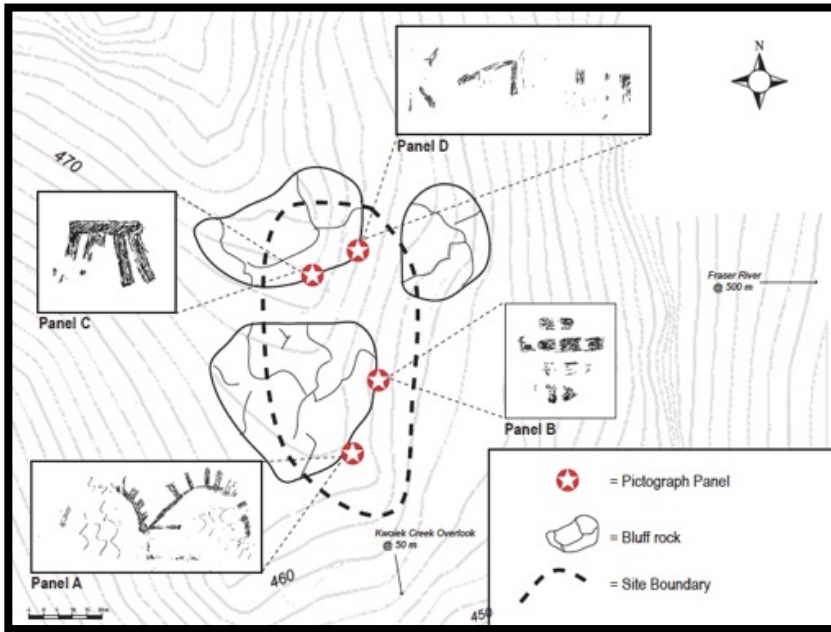 N
Panel D
470
Panel C
Fraser River
@ 500 m
Panel B
Panel A
Kwoiek Creek Overlook
@ 50 m
460
450
= Pictograph Panel
= Bluff rock
= Site Boundary